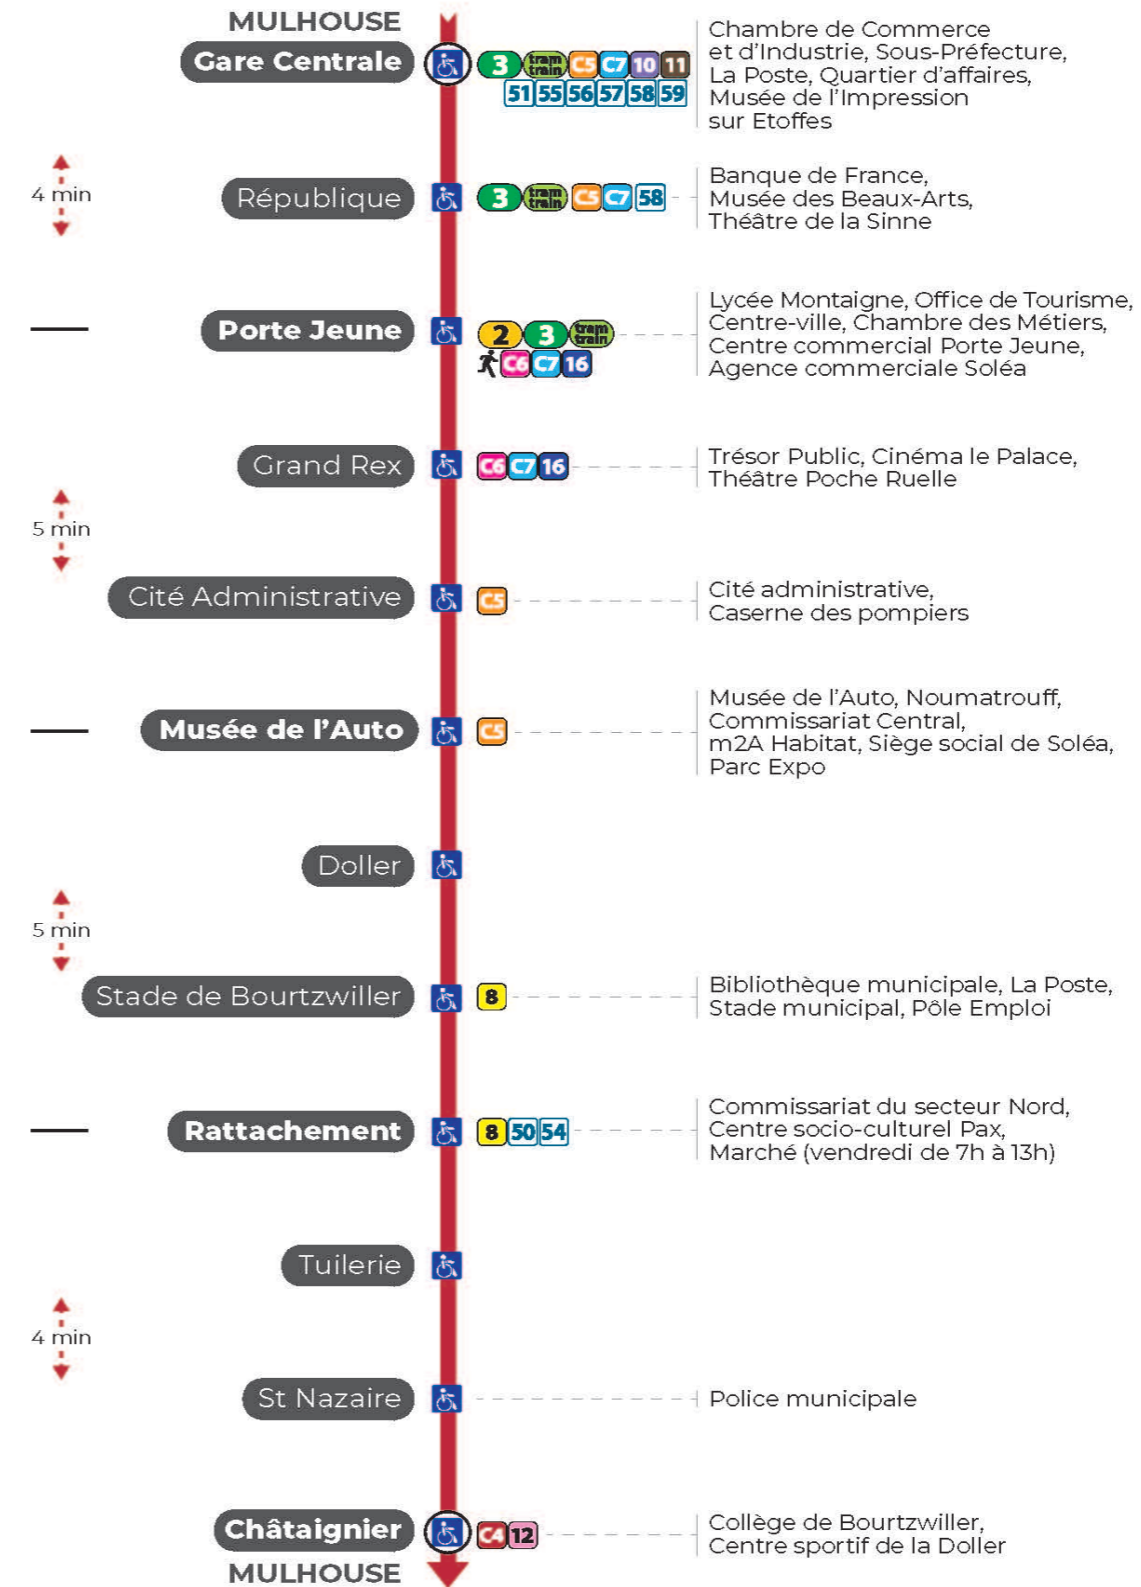 MULHOUSE
Gare Centrale
3 tram train C5 C7 10 11
51 55 56 57 58 59
Chambre de Commerce
et d'Industrie, Sous-Préfecture,
La Poste, Quartier d'affaires,
Musée de l'Impression
sur Etoffes
4 min
République
3 tram train C5 C7 58
Banque de France,
Musée des Beaux-Arts,
Théâtre de la Sinne
Porte Jeune
2 3 tram train
C6 C7 16
Lycée Montaigne, Office de Tourisme,
Centre-ville, Chambre des Métiers,
Centre commercial Porte Jeune,
Agence commerciale Soléa
Grand Rex
C6 C7 16
Trésor Public, Cinéma le Palace,
Théâtre Poche Ruelle
5 min
Cité Administrative
C5
Cité administrative,
Caserne des pompiers
Musée de l'Auto
C5
Musée de l'Auto, Noumatrouff,
Commissariat Central,
m2A Habitat, Siège social de Soléa,
Parc Expo
Doller
5 min
Stade de Bourtzwiller
8
Bibliothèque municipale, La Poste,
Stade municipal, Pôle Emploi
Rattachement
8 50 54
Commissariat du secteur Nord,
Centre socio-culturel Pax,
Marché (vendredi de 7h à 13h)
Tuilerie
4 min
St Nazaire
Police municipale
Châtaignier
C4 12
Collège de Bourtzwiller,
Centre sportif de la Doller
MULHOUSE